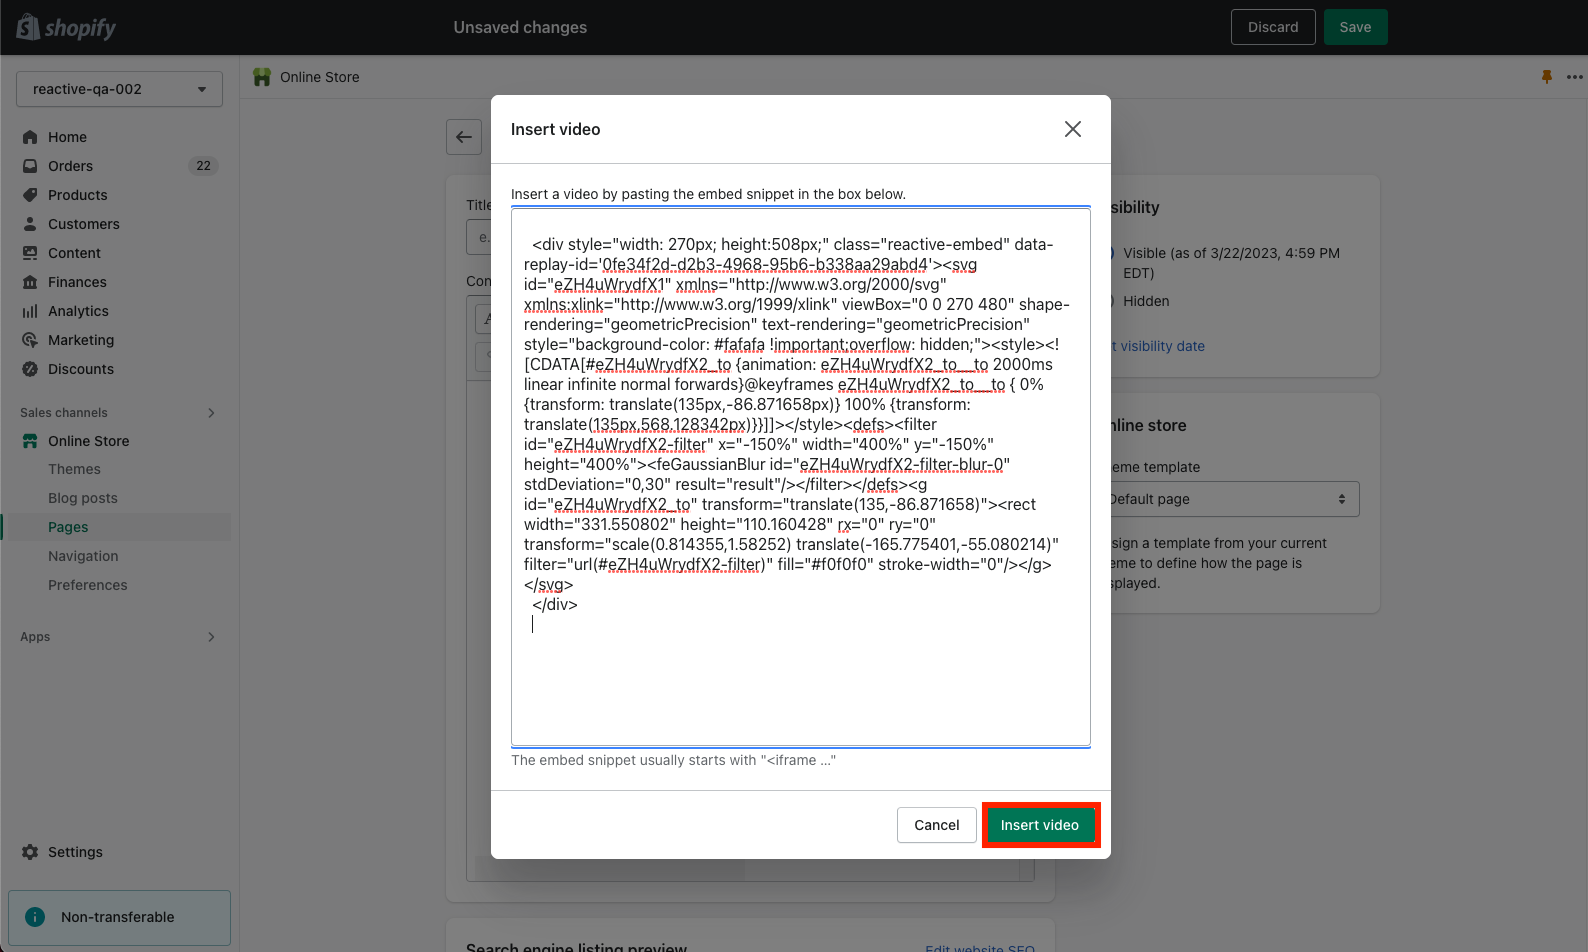 shopify
Unsaved changes
Discard
Save
reactive-qa-002
Online Store
Home
Orders
22
Products
Customers
Content
Finances
Analytics
Marketing
Discounts
Sales channels
Online Store
Themes
Blog posts
Pages
Navigation
Preferences
Apps
Settings
Non-transferable
Title
e.
Con
A
Insert video
Insert a video by pasting the embed snippet in the box below.
<div style="width: 270px; height:508px;" class="reactive-embed" data-
replay-id='0fe34f2d-d2b3-4968-95b6-b338aa29abd4'><svg
id="eZH4uWrydfX1" xmlns="http://www.w3.org/2000/svg"
xmlns:xlink="http://www.w3.org/1999/xlink" viewBox="0 0 270 480" shape-
rendering="geometricPrecision" text-rendering="geometricPrecision"
style="background-color: #fafafa !important;overflow: hidden;"><style><!
[CDATA[#eZH4uWrydfX2_to {animation: eZH4uWrydfX2_to__to 2000ms
linear infinite normal forwards}@keyframes eZH4uWrydfX2_to__to { 0%
{transform: translate(135px,-86.871658px)} 100% {transform:
translate(135px,568.128342px)}}]]></style><defs><filter
id="eZH4uWrydfX2-filter" x="-150%" width="400%" y="-150%"
height="400%"><feGaussianBlur id="eZH4uWrydfX2-filter-blur-0"
stdDeviation="0,30" result="result"/></filter></defs><g
id="eZH4uWrydfX2_to" transform="translate(135,-86.871658)"><rect
width="331.550802" height="110.160428" rx="0" ry="0"
transform="scale(0.814355,1.58252) translate(-165.775401,-55.080214)"
filter="url(#eZH4uWrydfX2-filter)" fill="#f0f0f0" stroke-width="0"/></g>
</svg>
</div>
The embed snippet usually starts with "<iframe ..."
Cancel
Insert video
sibility
Visible (as of 3/22/2023, 4:59 PM
EDT)
Hidden
t visibility date
nline store
eme template
Default page
sign a template from your current
eme to define how the page is
splayed.
Search engine listing preview
Edit website SEO